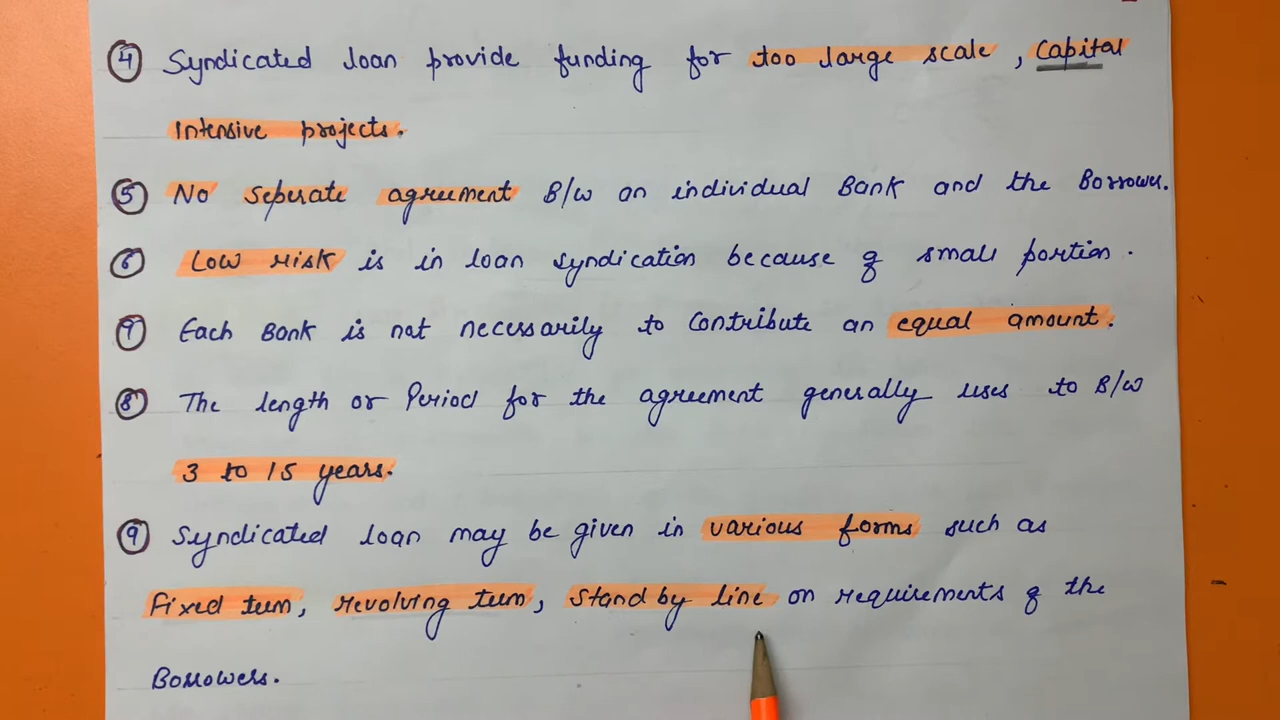 ④ Syndicated loan provide funding for too large scale, Capital
Intensive projects.
⑤ No seperate agreement B/w an individual Bank and the Borrower.
⑥ Low risk is in loan syndication because of small portion.
⑦ Each Bank is not necessarily to contribute an equal amount.
⑧ The length or Period for the agreement generally uses to B/w
3 to 15 years.
⑨ Syndicated loan may be given in various forms such as
Fixed term, revolving term, stand by line on requirements of the
Borrowers.